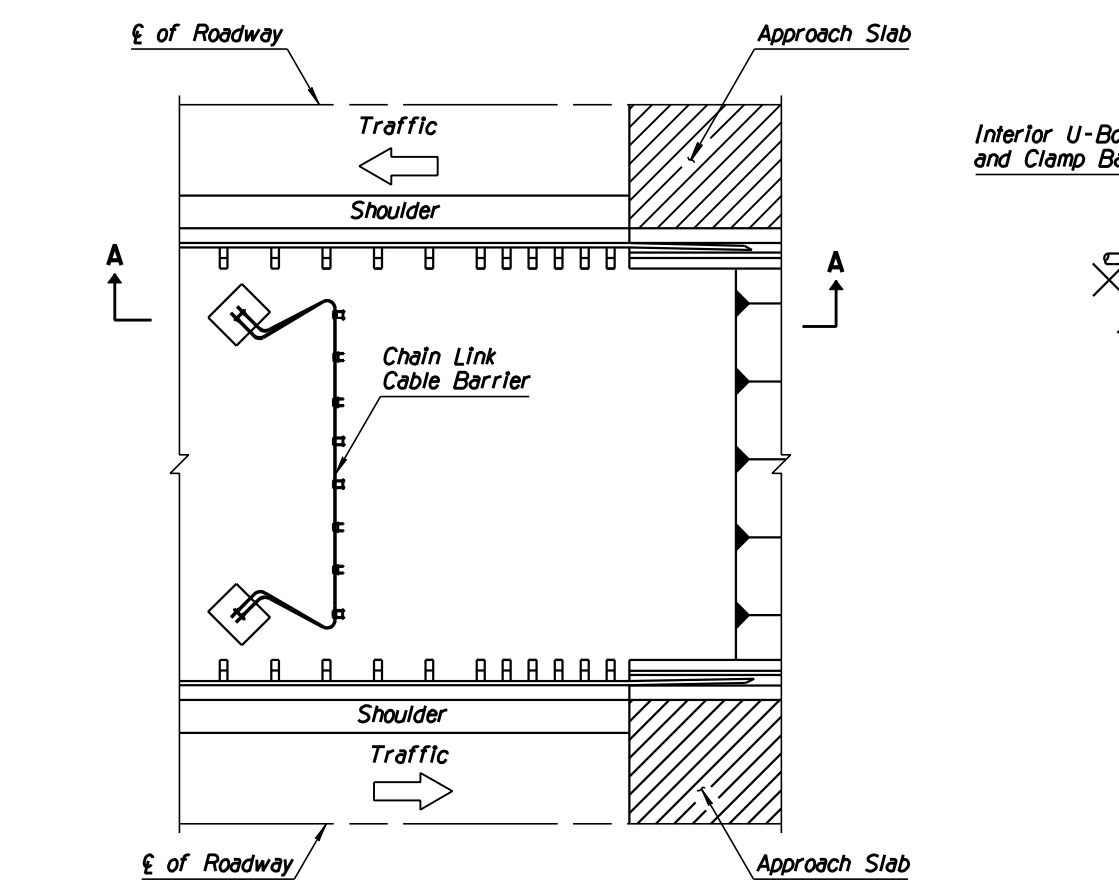 ℄ of Roadway
Approach Slab
Traffic
Interior U-Bo
and Clamp Ba
Shoulder
A
A
Chain Link
Cable Barrier
Shoulder
Traffic
℄ of Roadway
Approach Slab